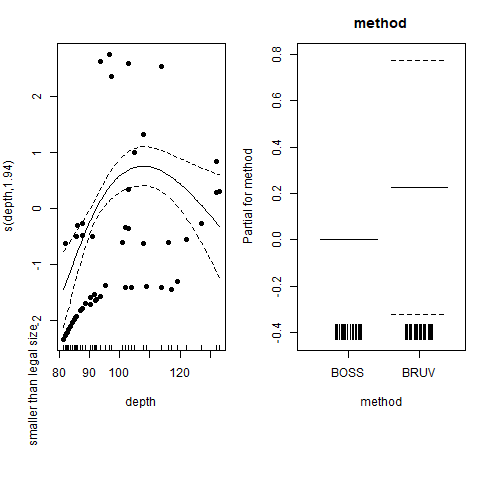 method
s(depth,1.94)
2
1
0
-1
-2
smaller than legal size
80
90
100
120
depth
Partial for method
0.8
0.6
0.4
0.2
0.0
-0.2
-0.4
BOSS
BRUV
method